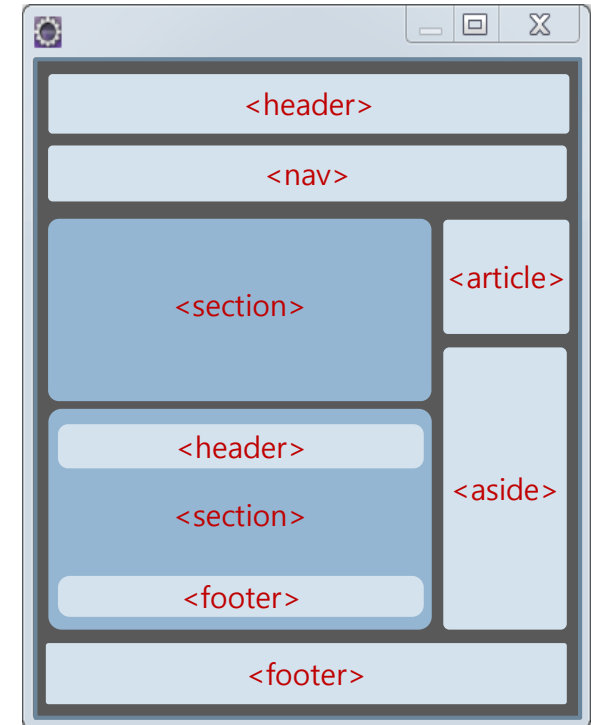 <header>
<nav>
<section>
<article>
<header>
<section>
<footer>
<aside>
<footer>